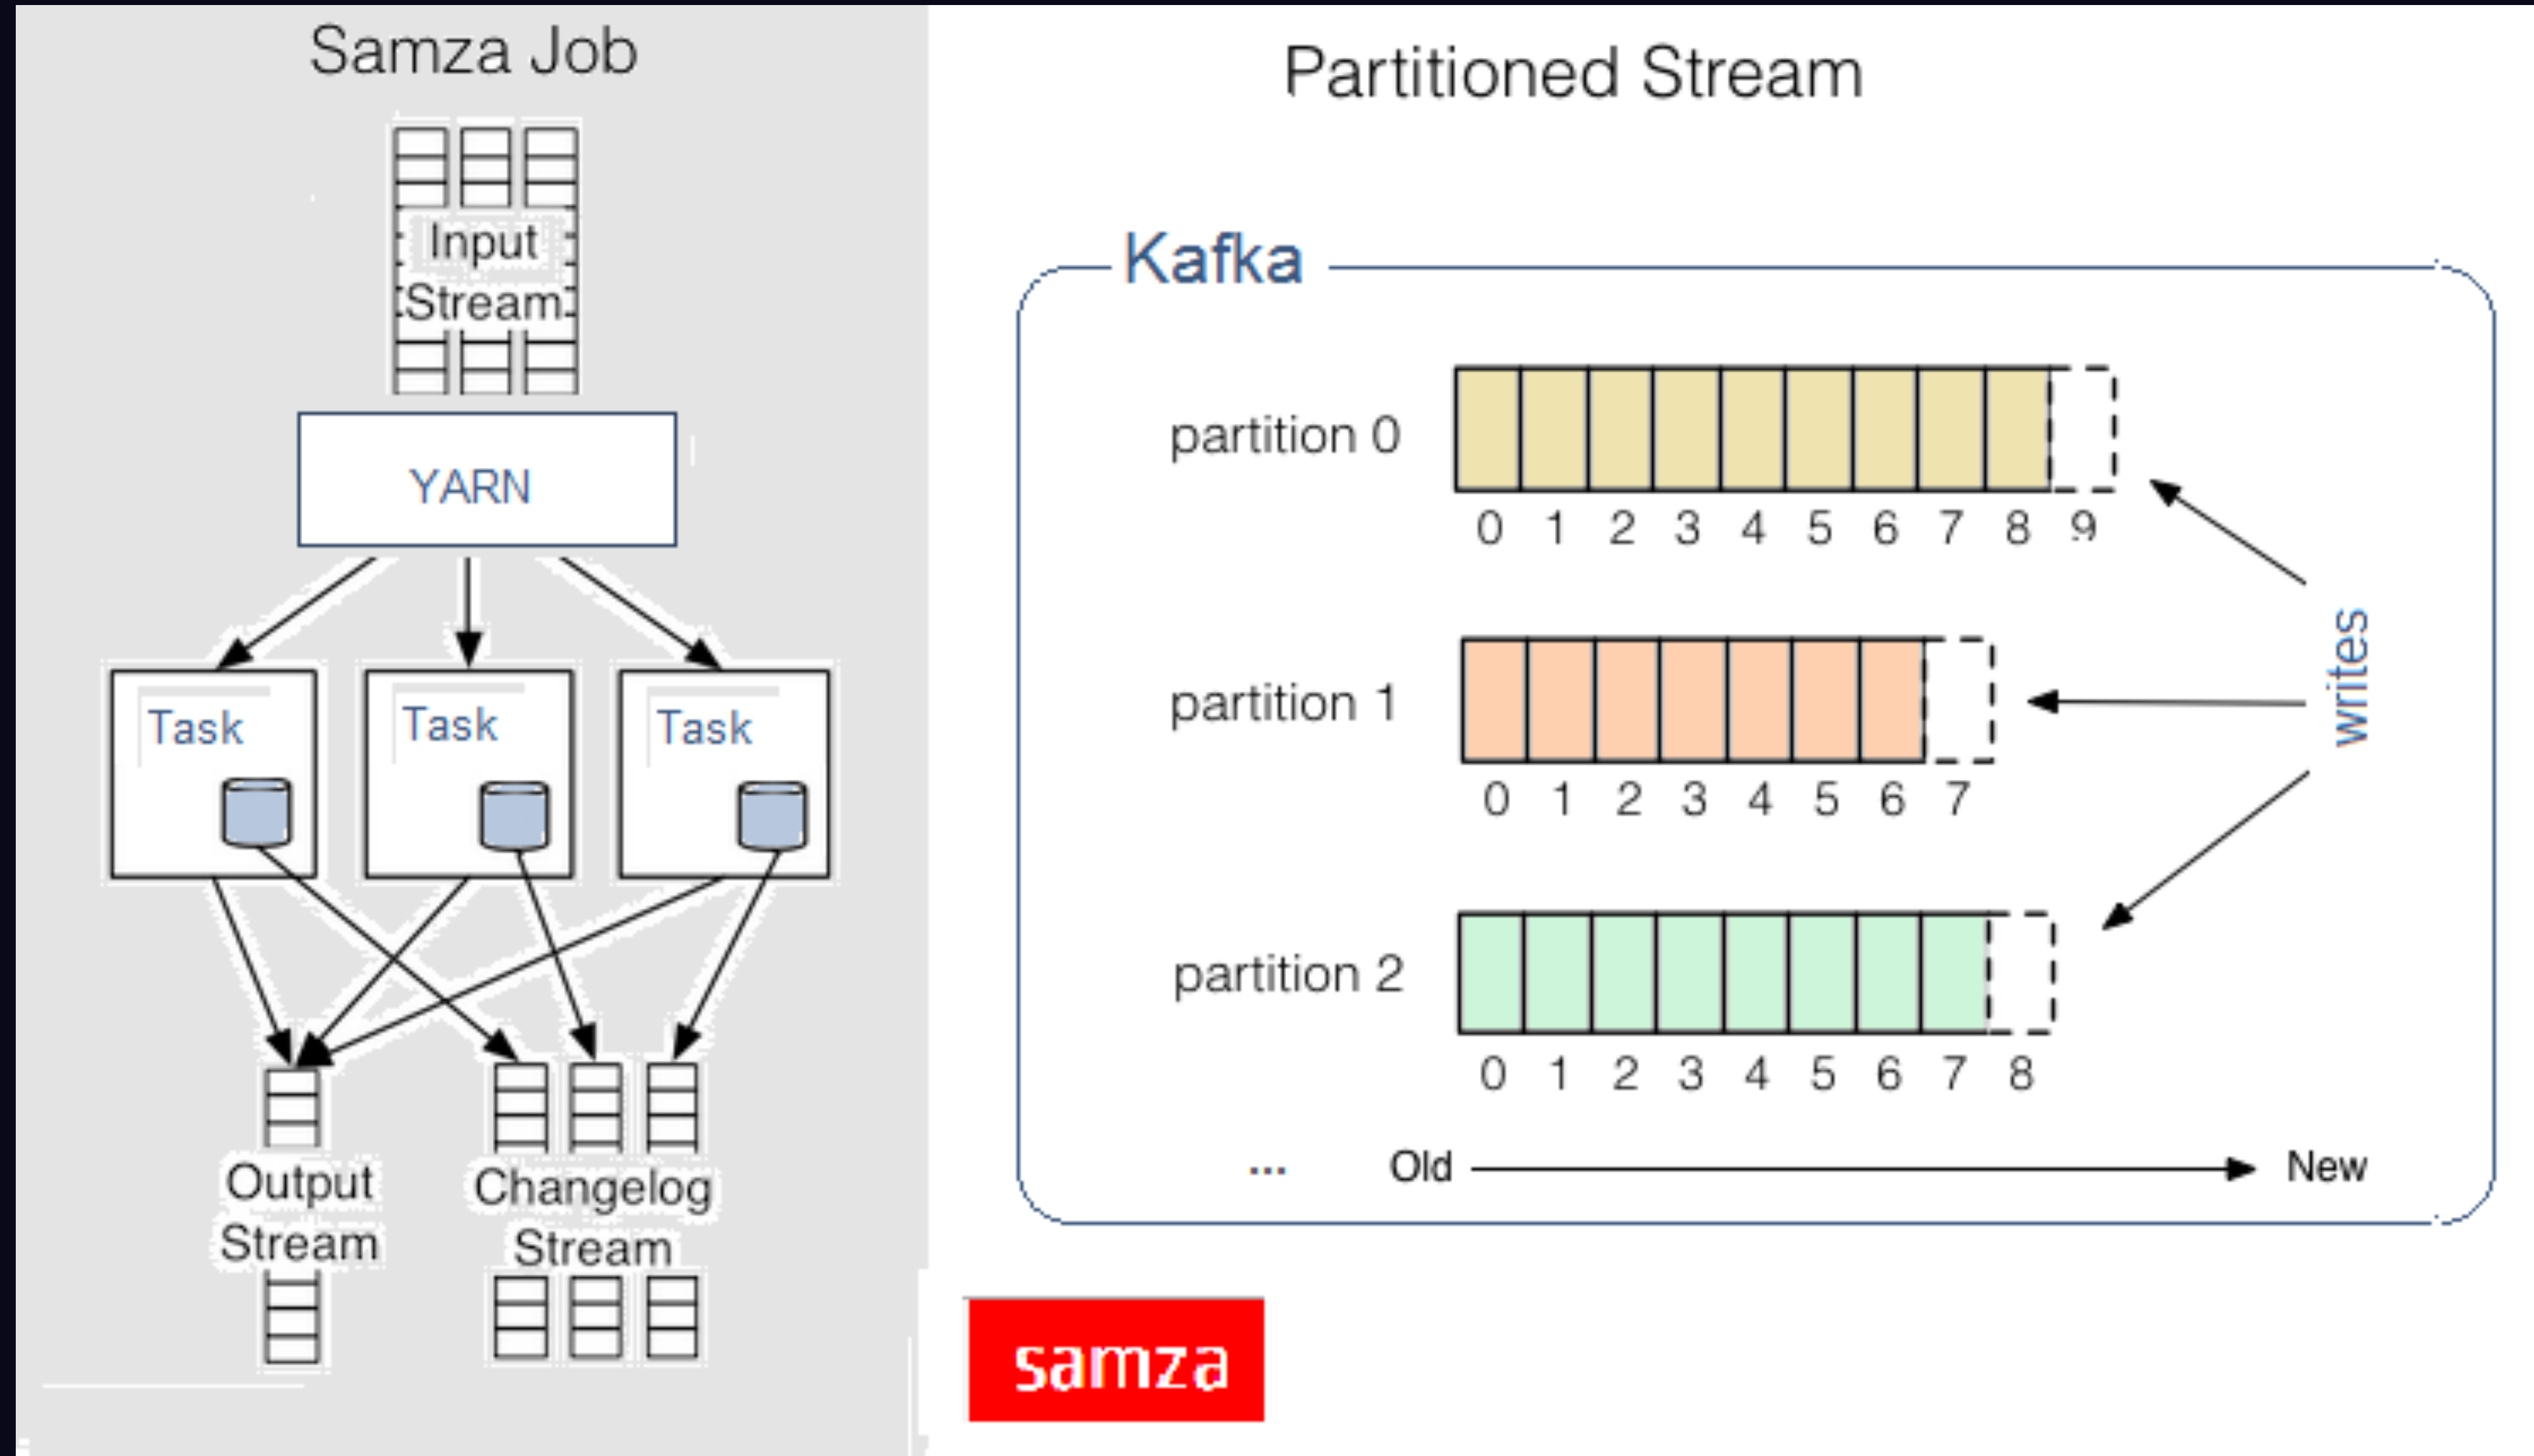 Samza Job
Input
Stream
YARN
Task
Task
Task
Output
Stream
Changelog
Stream
Partitioned Stream
Kafka
partition 0
0 1 2 3 4 5 6 7 8 9
partition 1
0 1 2 3 4 5 6 7
partition 2
0 1 2 3 4 5 6 7 8
writes
... Old New
samza